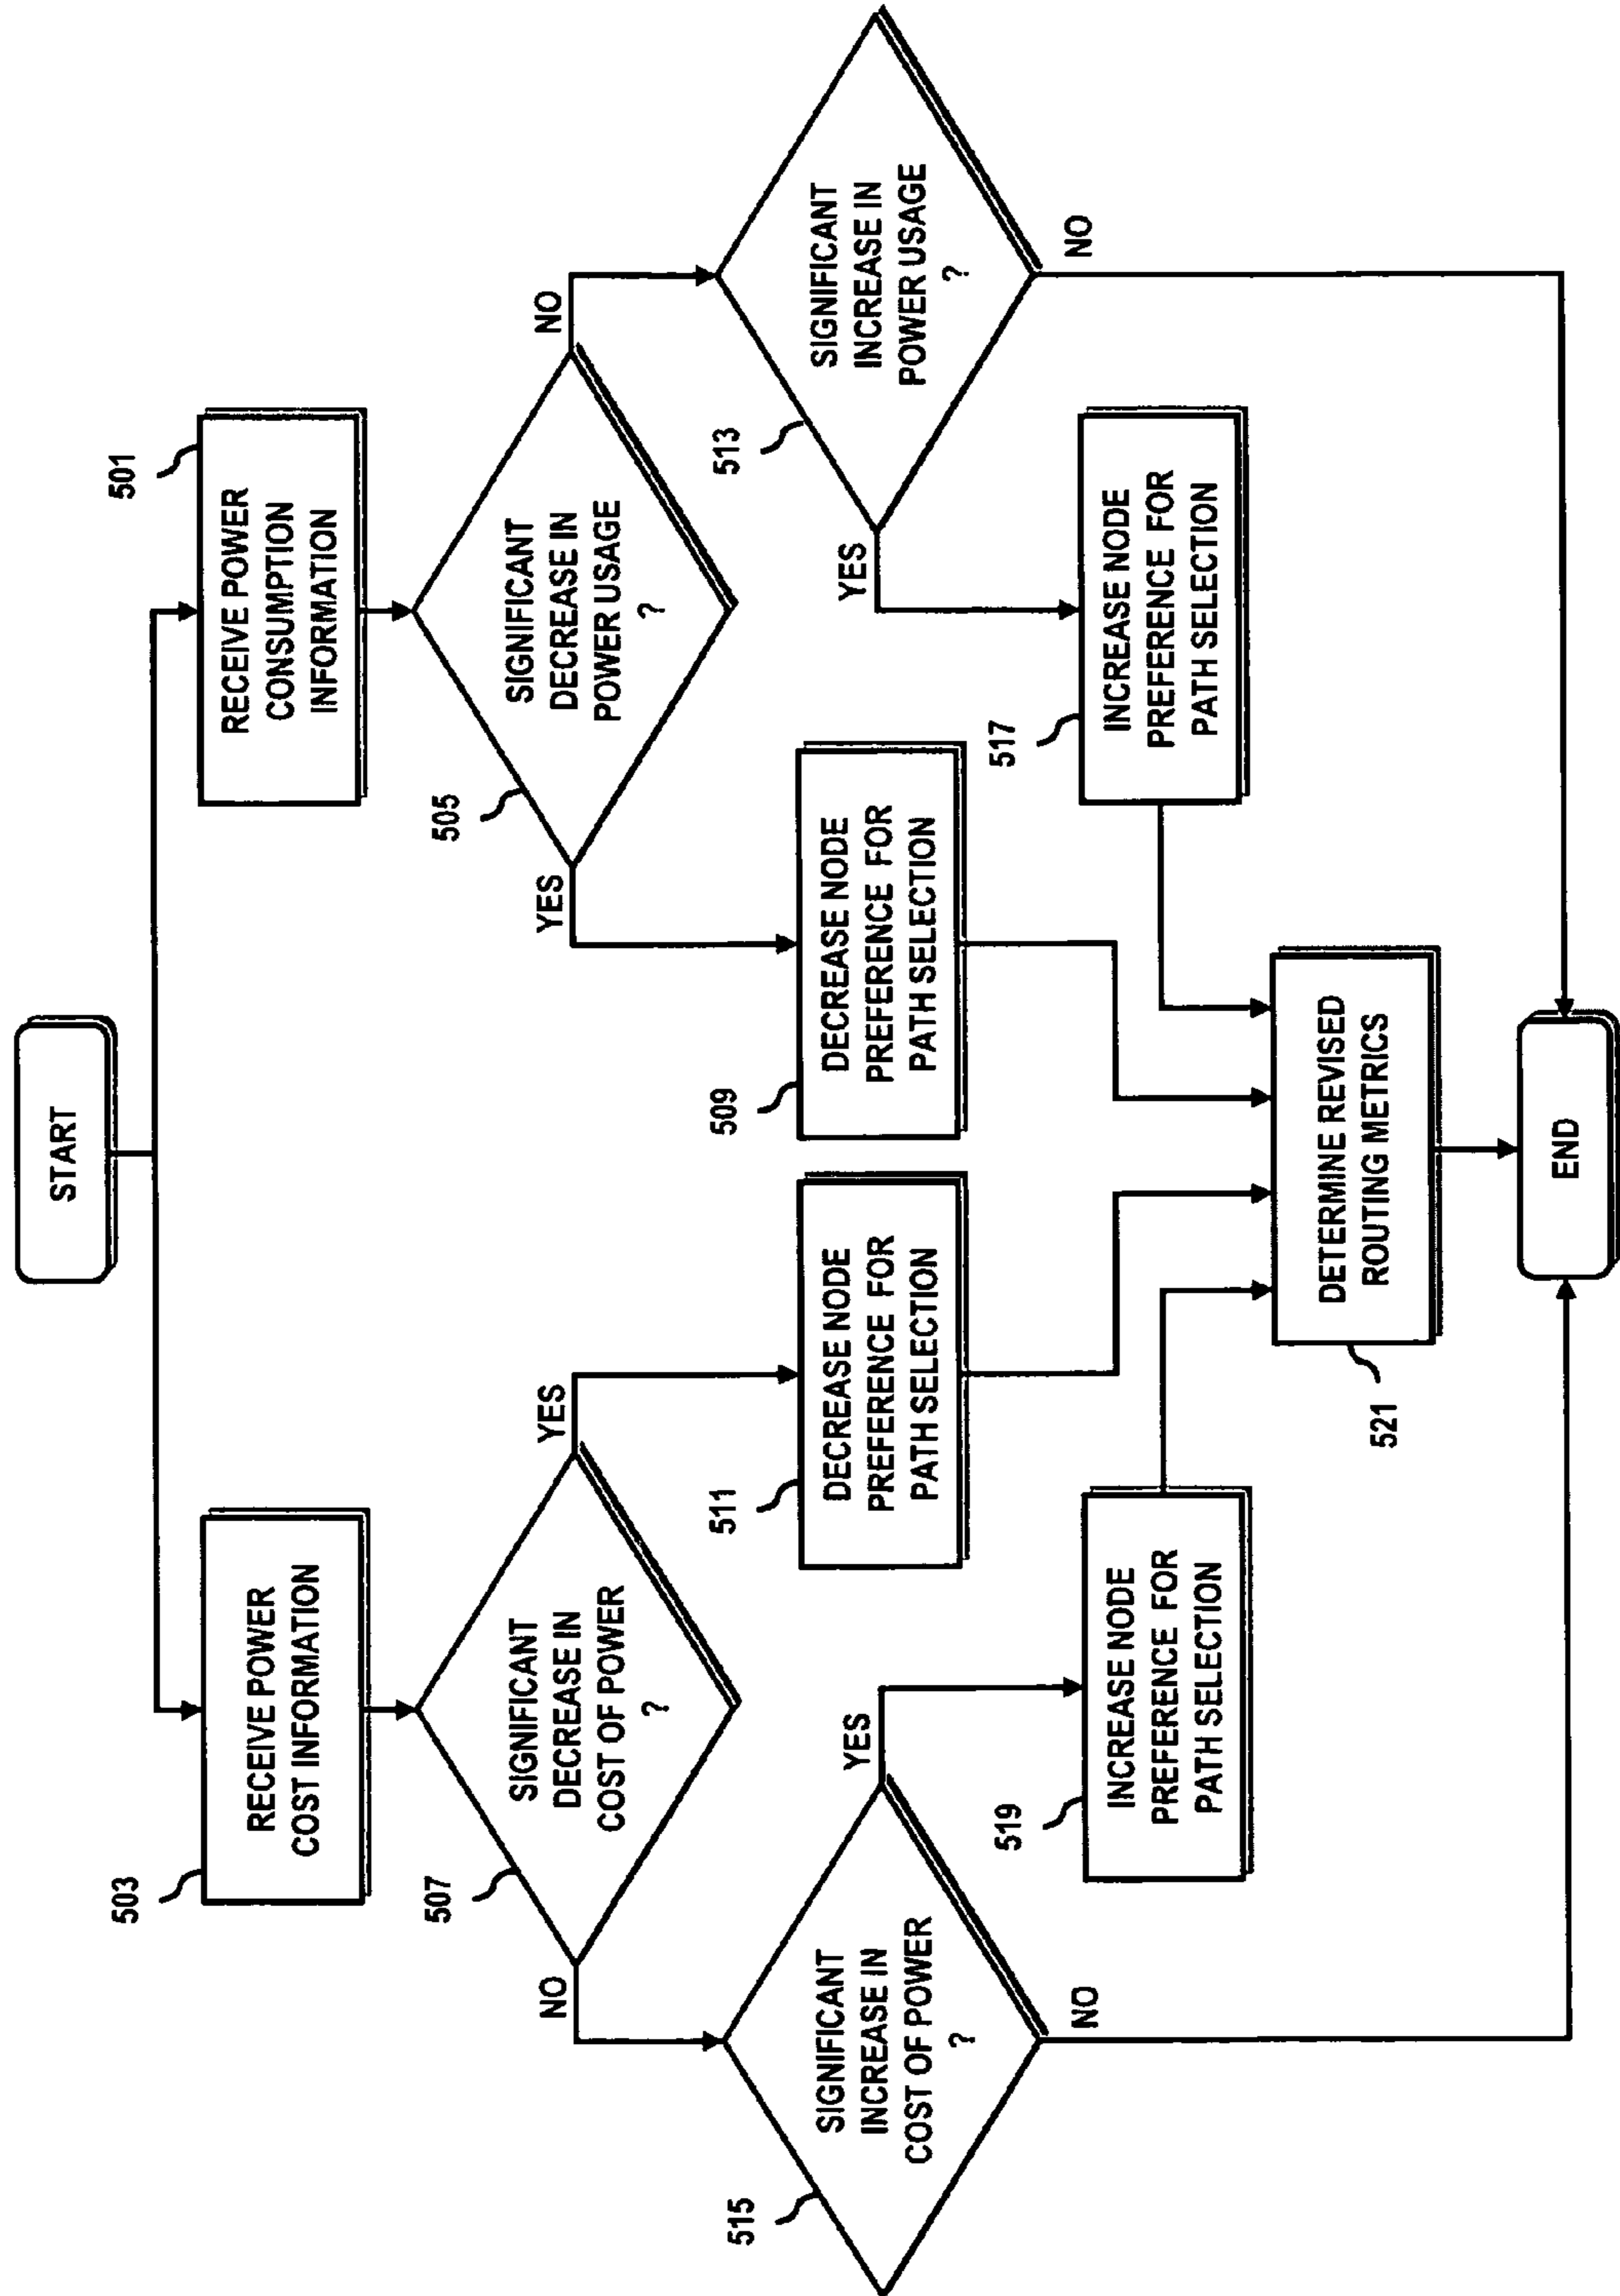 START
503
RECEIVE POWER
COST INFORMATION
501
RECEIVE POWER
CONSUMPTION
INFORMATION
507
SIGNIFICANT
DECREASE IN
COST OF POWER
?
NO
YES
505
SIGNIFICANT
DECREASE IN
POWER USAGE
?
YES
NO
515
SIGNIFICANT
INCREASE IN
COST OF POWER
?
YES
NO
511
DECREASE NODE
PREFERENCE FOR
PATH SELECTION
509
DECREASE NODE
PREFERENCE FOR
PATH SELECTION
513
SIGNIFICANT
INCREASE IN
POWER USAGE
?
YES
NO
519
INCREASE NODE
PREFERENCE FOR
PATH SELECTION
517
INCREASE NODE
PREFERENCE FOR
PATH SELECTION
521
DETERMINE REVISED
ROUTING METRICS
END